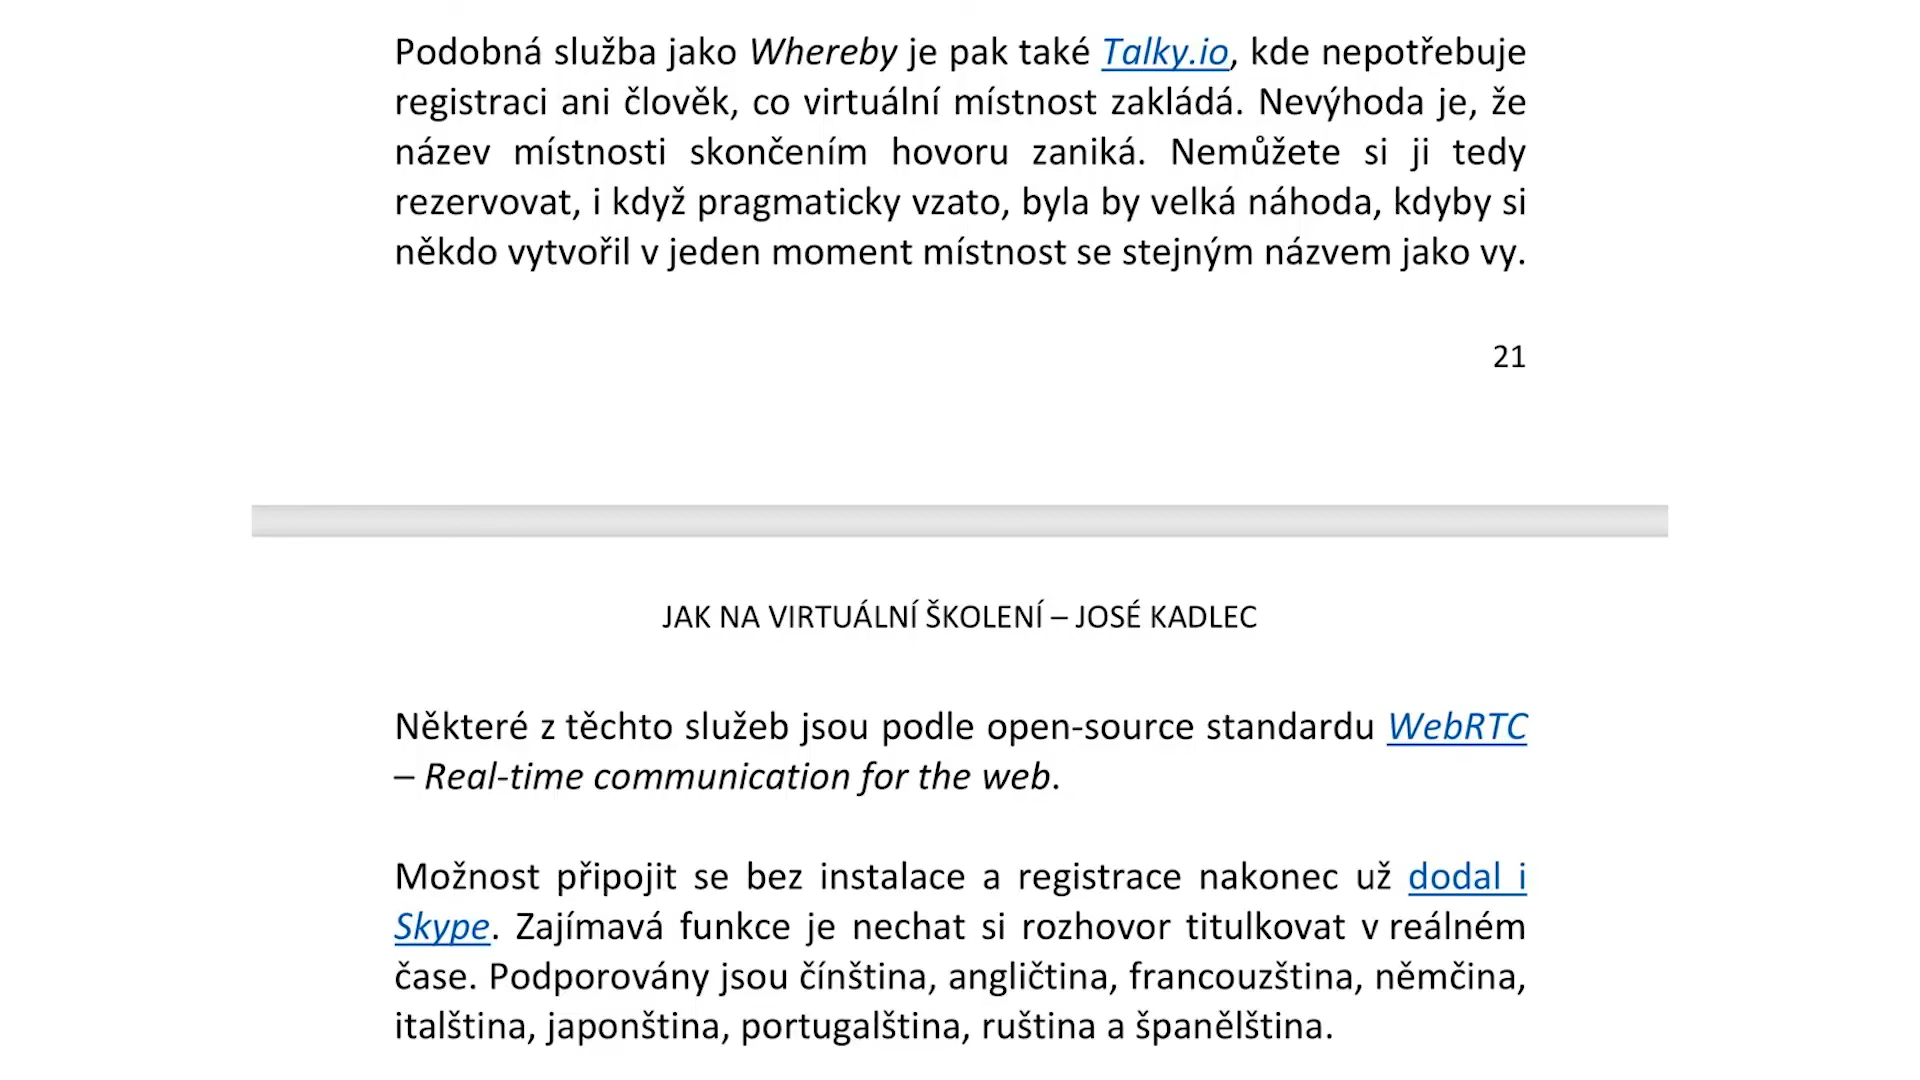 Podobná služba jako Whereby je pak také Talky.io, kde nepotřebuje
registraci ani člověk, co virtuální místnost zakládá. Nevýhoda je, že
název místnosti skončením hovoru zaniká. Nemůžete si ji tedy
rezervovat, i když pragmaticky vzato, byla by velká náhoda, kdyby si
někdo vytvořil v jeden moment místnost se stejným názvem jako vy.
21
JAK NA VIRTUÁLNÍ ŠKOLENÍ – JOSÉ KADLEC
Některé z těchto služeb jsou podle open-source standardu WebRTC
– Real-time communication for the web.
Možnost připojit se bez instalace a registrace nakonec už dodal i
Skype. Zajímavá funkce je nechat si rozhovor titulkovat v reálném
čase. Podporovány jsou čínština, angličtina, francouzština, němčina,
italština, japonština, portugalština, ruština a španělština.